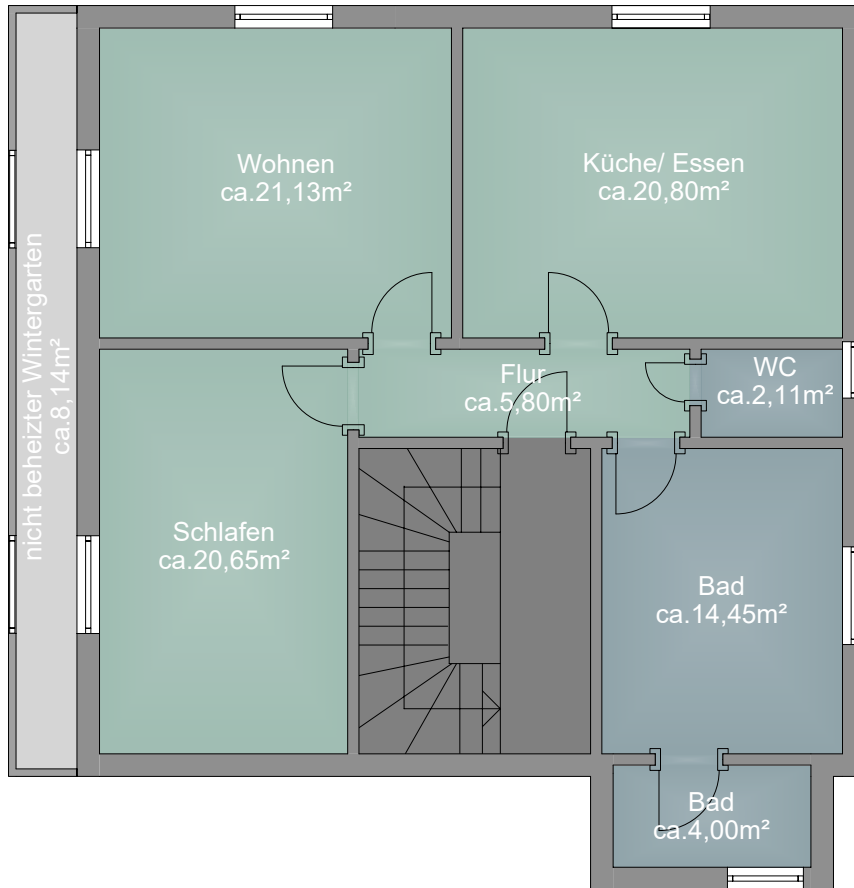 Wohnen
ca.21,13m²
Küche/ Essen
ca.20,80m²
nicht beheizter Wintergarten
ca.8,14m²
Flur
ca.5,80m²
WC
ca.2,11m²
Schlafen
ca.20,65m²
Bad
ca.14,45m²
Bad
ca.4,00m²